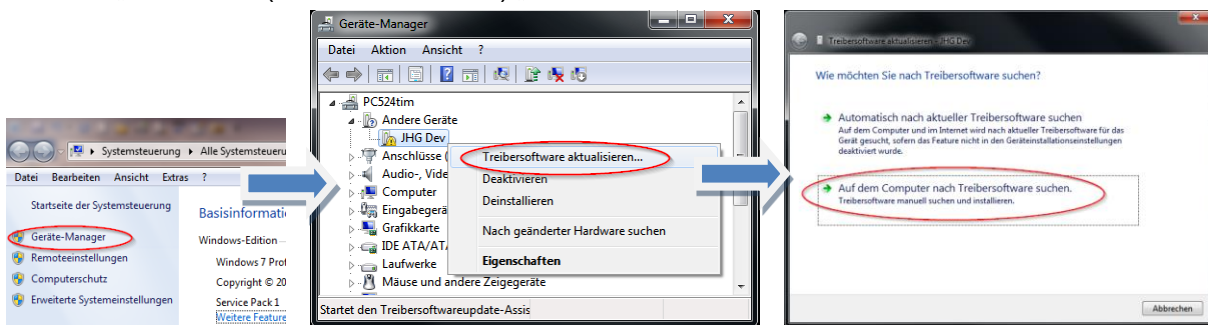 Systemsteuerung ▸ Alle Systemsteueru
Datei Bearbeiten Ansicht Extras ?
Startseite der Systemsteuerung
Geräte-Manager
Remoteeinstellungen
Computerschutz
Erweiterte Systemeinstellungen
Basisinformati
Windows-Edition
Windows 7 Prof
Copyright © 20
Service Pack 1
Weitere Feature
Geräte-Manager
Datei Aktion Ansicht ?
PC524tim
Andere Geräte
JHG Dev
Anschlüsse (
Audio-, Vide
Computer
Eingabegerä
Grafikkarte
IDE ATA/ATA
Laufwerke
Mäuse und andere Zeigegeräte
Treibersoftware aktualisieren...
Deaktivieren
Deinstallieren
Nach geänderter Hardware suchen
Eigenschaften
Startet den Treibersoftwareupdate-Assis
Treibersoftware aktualisieren - JHG Dev
Wie möchten Sie nach Treibersoftware suchen?
Automatisch nach aktueller Treibersoftware suchen
Auf dem Computer und im Internet wird nach aktueller Treibersoftware für das
Gerät gesucht, sofern das Feature nicht in den Geräteinstallationseinstellungen
deaktiviert wurde.
Auf dem Computer nach Treibersoftware suchen.
Treibersoftware manuell suchen und installieren.
Abbrechen